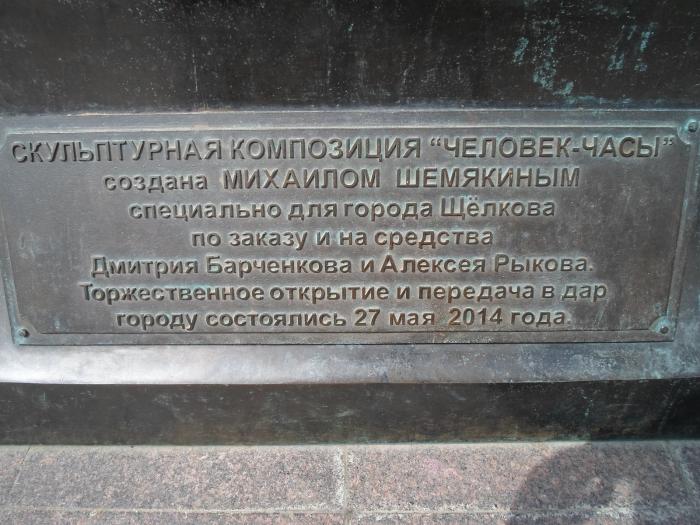 СКУЛЬПТУРНАЯ КОМПОЗИЦИЯ "ЧЕЛОВЕК-ЧАСЫ"
создана МИХАИЛОМ ШЕМЯКИНЫМ
специально для города Щёлкова
по заказу и на средства
Дмитрия Барченкова и Алексея Рыкова.
Торжественное открытие и передача в дар
городу состоялись 27 мая 2014 года.